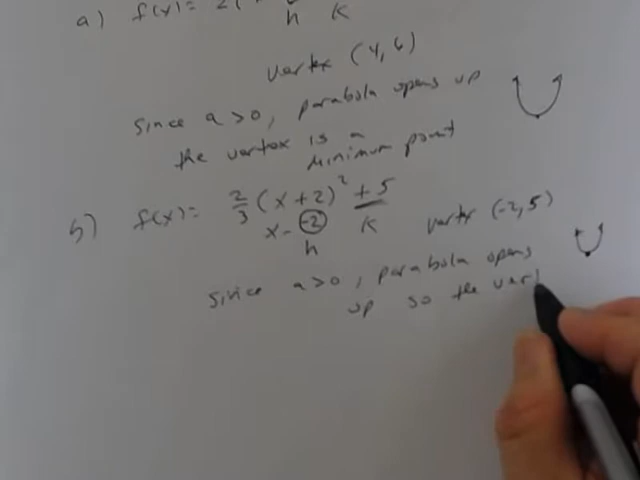 a) f(x) = 2(
h K
vertex (4, 6)
since a > 0, parabola opens up
the vertex is a
minimum point
b) f(x) = 2/3 (x + 2)² + 5
x - -2 K vertex (-2, 5)
h
since a > 0, parabola opens
up so the vert